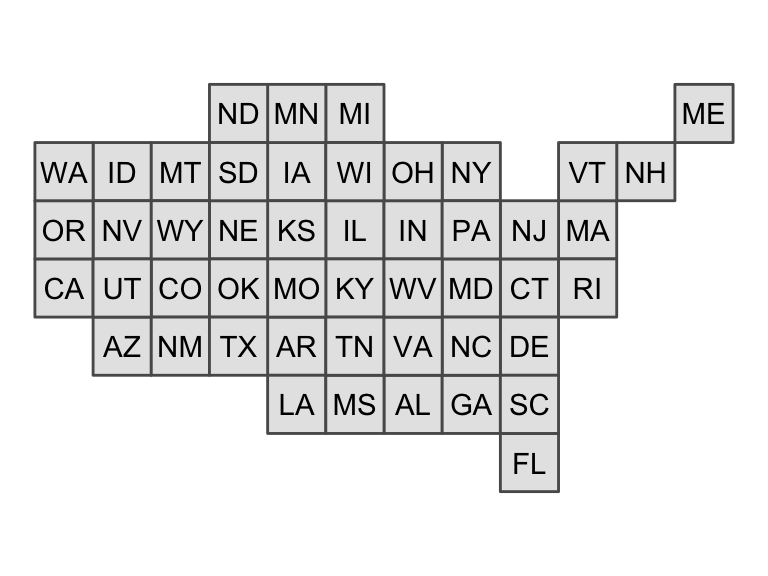 ND MN MI ME
WA ID MT SD IA WI OH NY VT NH
OR NV WY NE KS IL IN PA NJ MA
CA UT CO OK MO KY WV MD CT RI
AZ NM TX AR TN VA NC DE
LA MS AL GA SC
FL